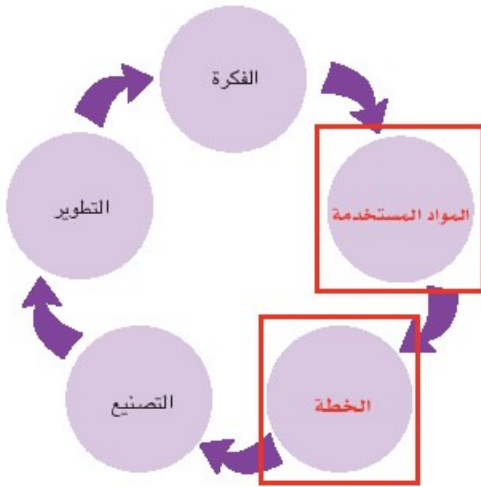 الفكرة
المواد المستخدمة
الخطة
التصنيع
التطوير